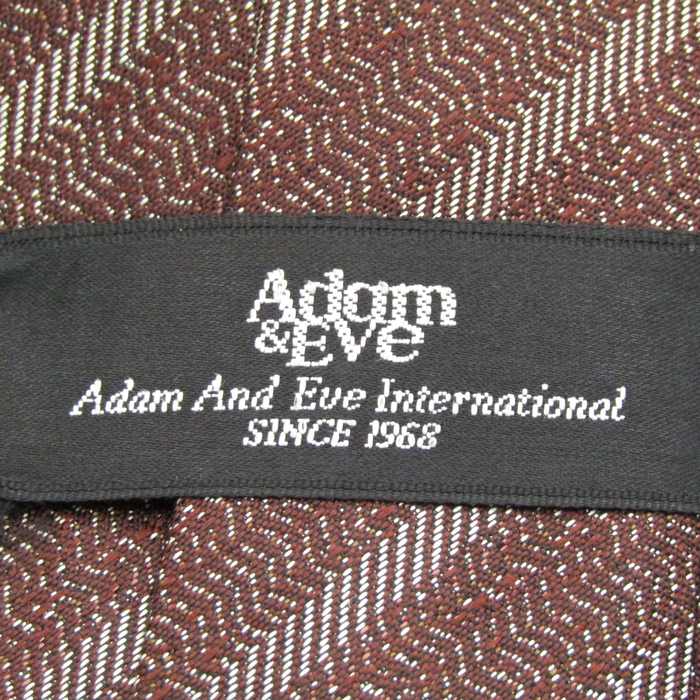 Adam
& Eve
Adam And Eve International
SINCE 1968